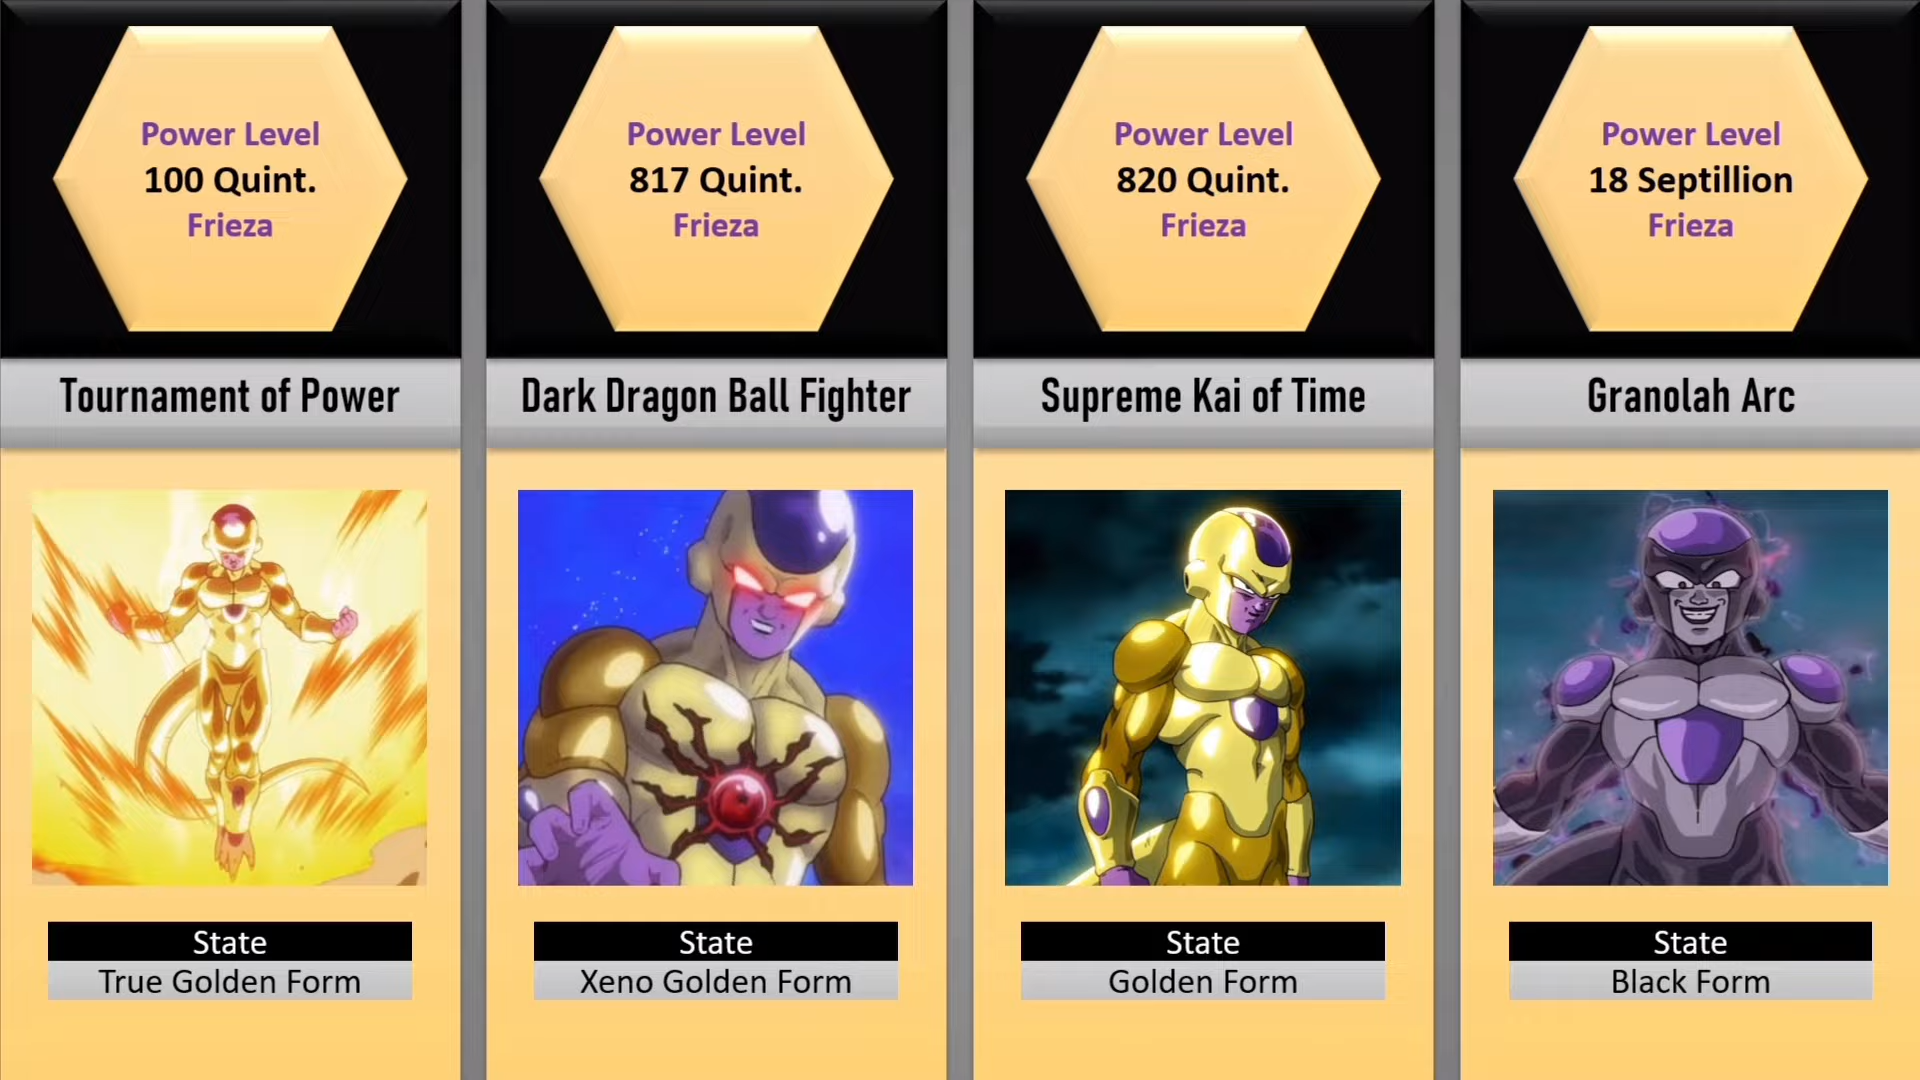 Power Level
100 Quint.
Frieza
Tournament of Power
State
True Golden Form
Power Level
817 Quint.
Frieza
Dark Dragon Ball Fighter
State
Xeno Golden Form
Power Level
820 Quint.
Frieza
Supreme Kai of Time
State
Golden Form
Power Level
18 Septillion
Frieza
Granolah Arc
State
Black Form